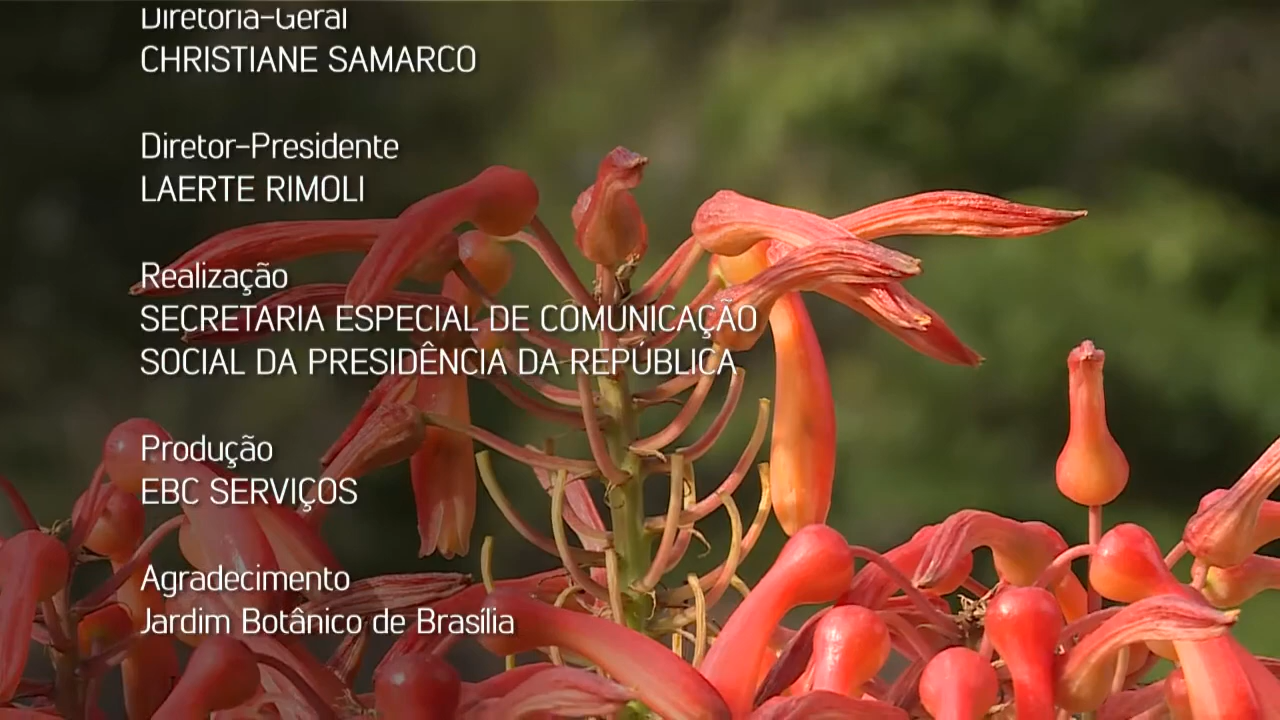 Diretoria-Geral
CHRISTIANE SAMARCO
Diretor-Presidente
LAERTE RIMOLI
Realização
SECRETARIA ESPECIAL DE COMUNICAÇÃO
SOCIAL DA PRESIDÊNCIA DA REPÚBLICA
Produção
EBC SERVIÇOS
Agradecimento
Jardim Botânico de Brasília